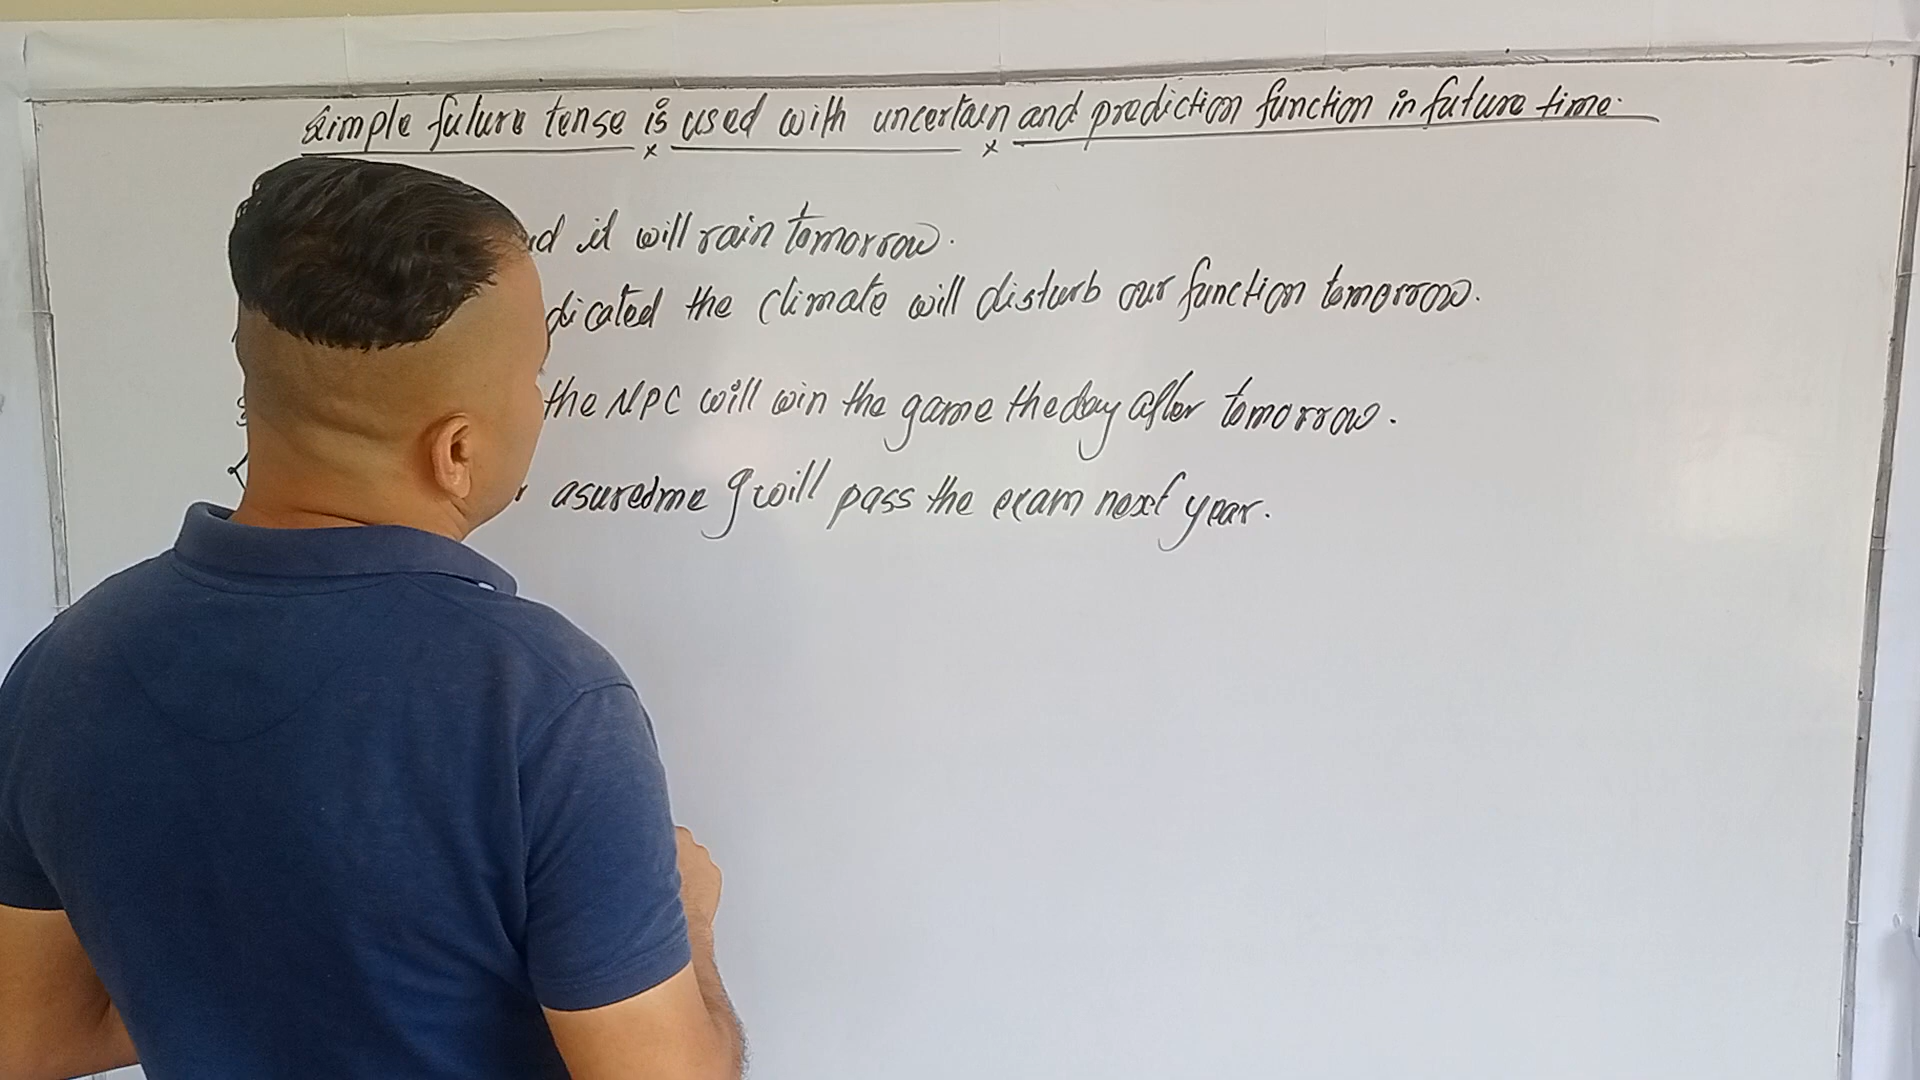 Simple future tense is used with uncertain and prediction function in future time.
it will rain tomorrow.
dicated the climate will disturb our function tomorrow.
the NPC will win the game the day after tomorrow.
asured me I will pass the exam next year.